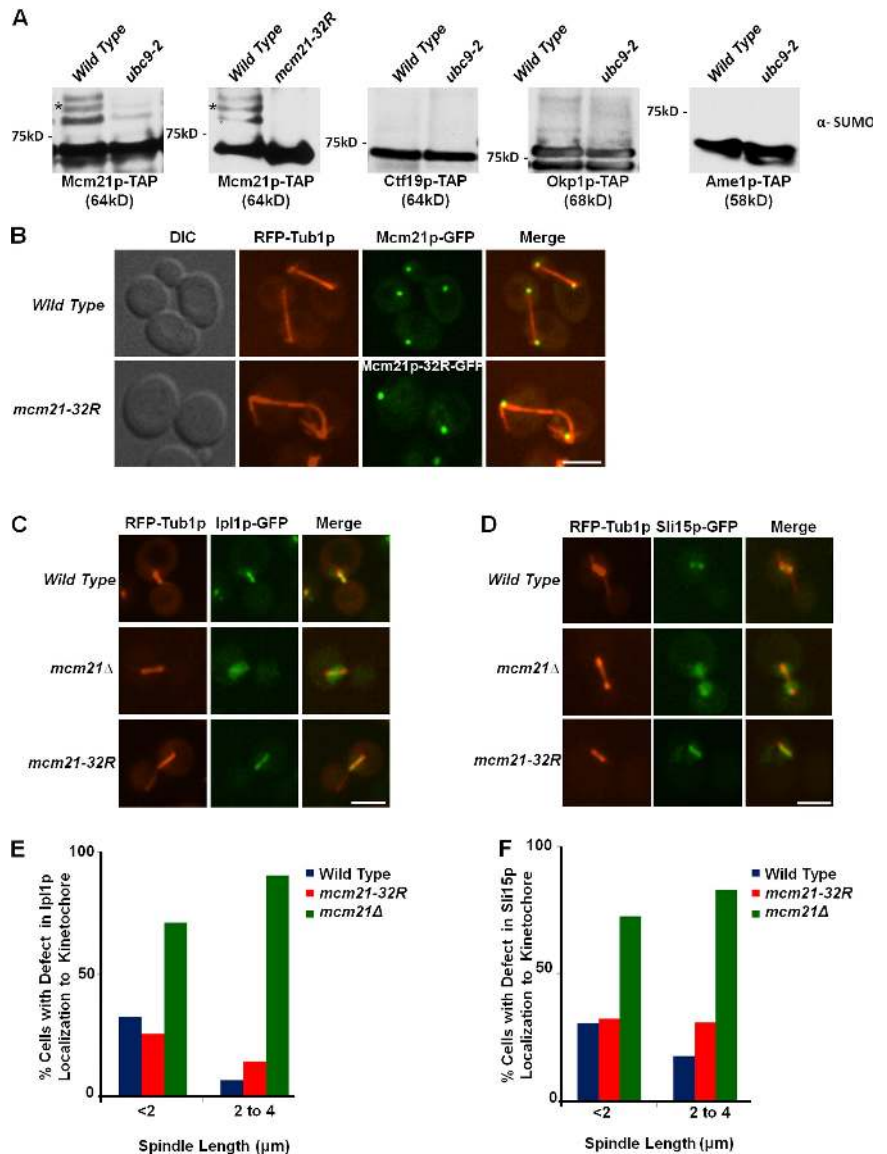 A
Wild Type
ubc9-2
Wild Type
mcm21-32R
Wild Type
ubc9-2
Wild Type
ubc9-2
Wild Type
ubc9-2
*
*
75kD
75kD
75kD
75kD
75kD
α- SUMO
Mcm21p-TAP
(64kD)
Mcm21p-TAP
(64kD)
Ctf19p-TAP
(64kD)
Okp1p-TAP
(68kD)
Ame1p-TAP
(58kD)
B
DIC
RFP-Tub1p
Mcm21p-GFP
Merge
Wild Type
Mcm21p-32R-GFP
mcm21-32R
C
RFP-Tub1p
Ipl1p-GFP
Merge
Wild Type
mcm21Δ
mcm21-32R
D
RFP-Tub1p
Sli15p-GFP
Merge
Wild Type
mcm21Δ
mcm21-32R
E
% Cells with Defect in Ipl1p
Localization to Kinetochore
100
50
0
Wild Type
mcm21-32R
mcm21Δ
<2
2 to 4
Spindle Length (μm)
F
% Cells with Defect in Sli15p
Localization to Kinetochore
100
50
0
Wild Type
mcm21-32R
mcm21Δ
<2
2 to 4
Spindle Length (μm)